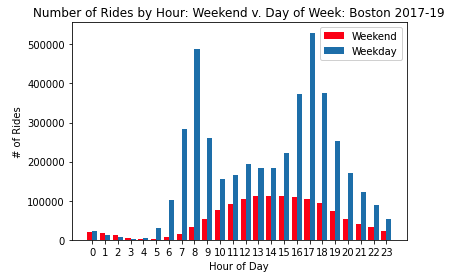 Number of Rides by Hour: Weekend v. Day of Week: Boston 2017-19
Weekend
Weekday
# of Rides
500000
400000
300000
200000
100000
0
0 1 2 3 4 5 6 7 8 9 10 11 12 13 14 15 16 17 18 19 20 21 22 23
Hour of Day